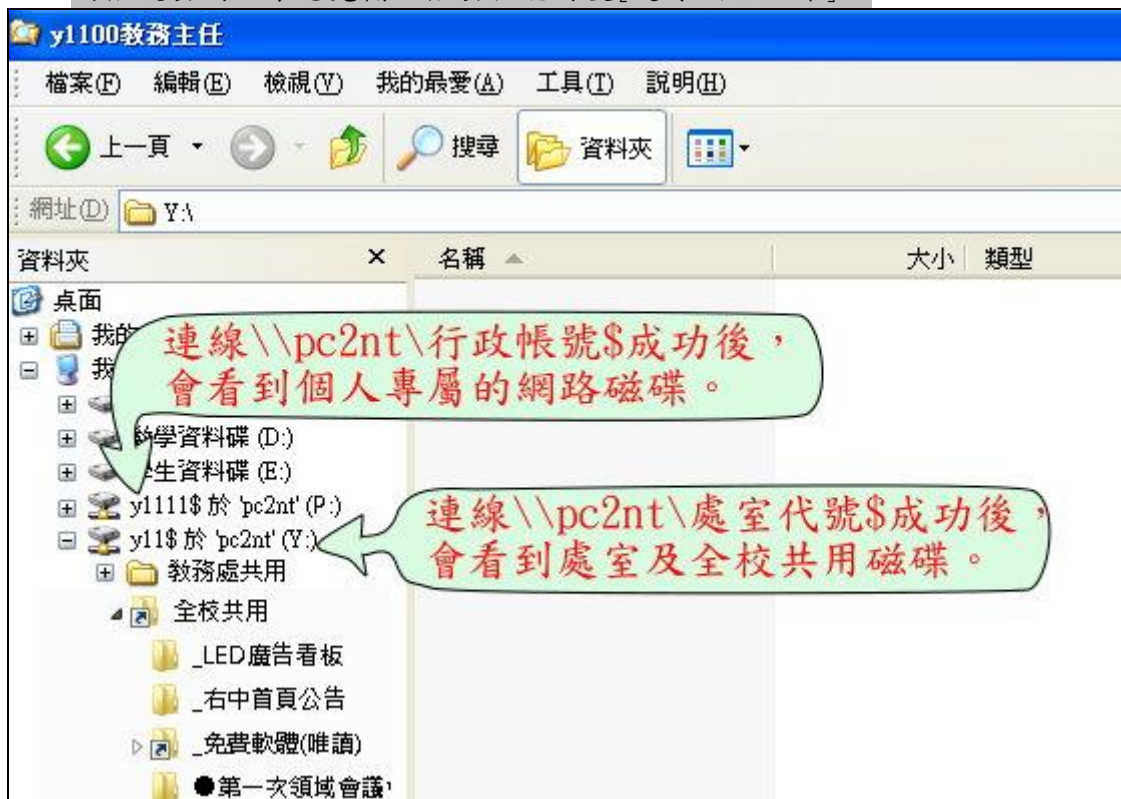 y1100教務主任
檔案(F) 編輯(E) 檢視(V) 我的最愛(A) 工具(T) 說明(H)
上一頁 搜尋 資料夾
網址(D) Y:\
資料夾 × 名稱 大小 類型
桌面
我的
連線\\pc2nt\行政帳號$成功後，
會看到個人專屬的網路磁碟。
我
教學資料碟 (D:)
學生資料碟 (E:)
y1111$ 於 'pc2nt' (P:)
y11$ 於 'pc2nt' (Y:)
連線\\pc2nt\處室代號$成功後，
會看到處室及全校共用磁碟。
教務處共用
全校共用
_LED廣告看板
_右中首頁公告
_免費軟體(唯讀)
●第一次領域會議